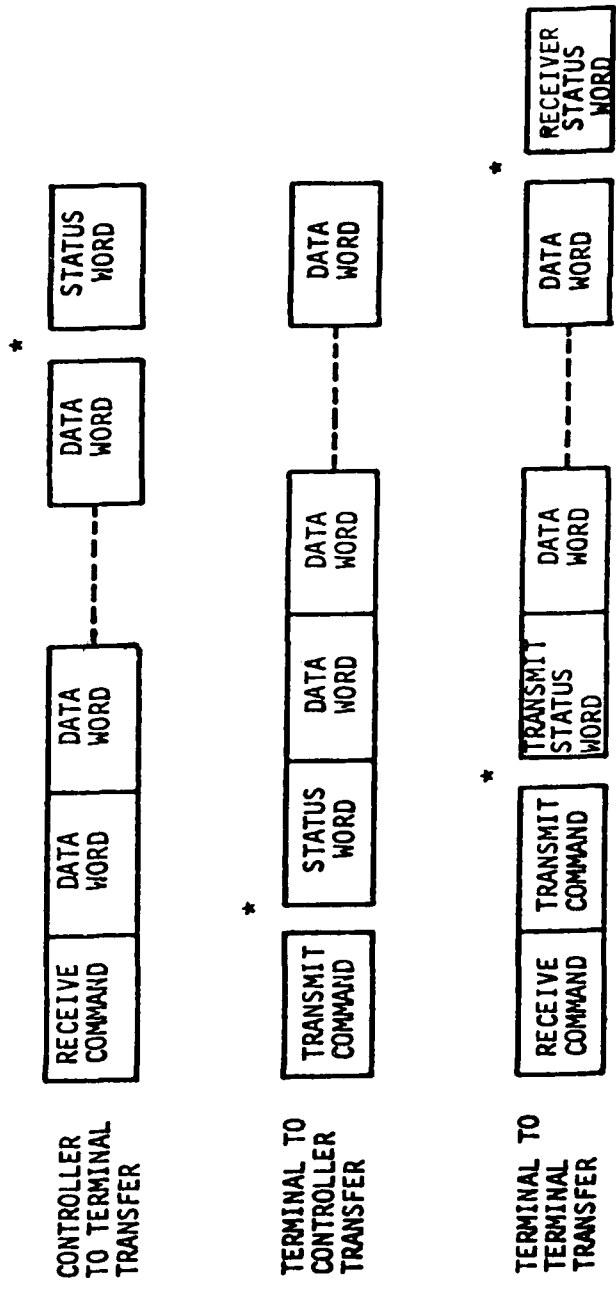 CONTROLLER
TO TERMINAL
TRANSFER
RECEIVE
COMMAND
DATA
WORD
DATA
WORD
DATA
WORD
*
STATUS
WORD
TERMINAL TO
CONTROLLER
TRANSFER
TRANSMIT
COMMAND
*
STATUS
WORD
DATA
WORD
DATA
WORD
DATA
WORD
TERMINAL TO
TERMINAL
TRANSFER
RECEIVE
COMMAND
TRANSMIT
COMMAND
*
TRANSMIT
STATUS
WORD
DATA
WORD
DATA
WORD
*
RECEIVER
STATUS
WORD